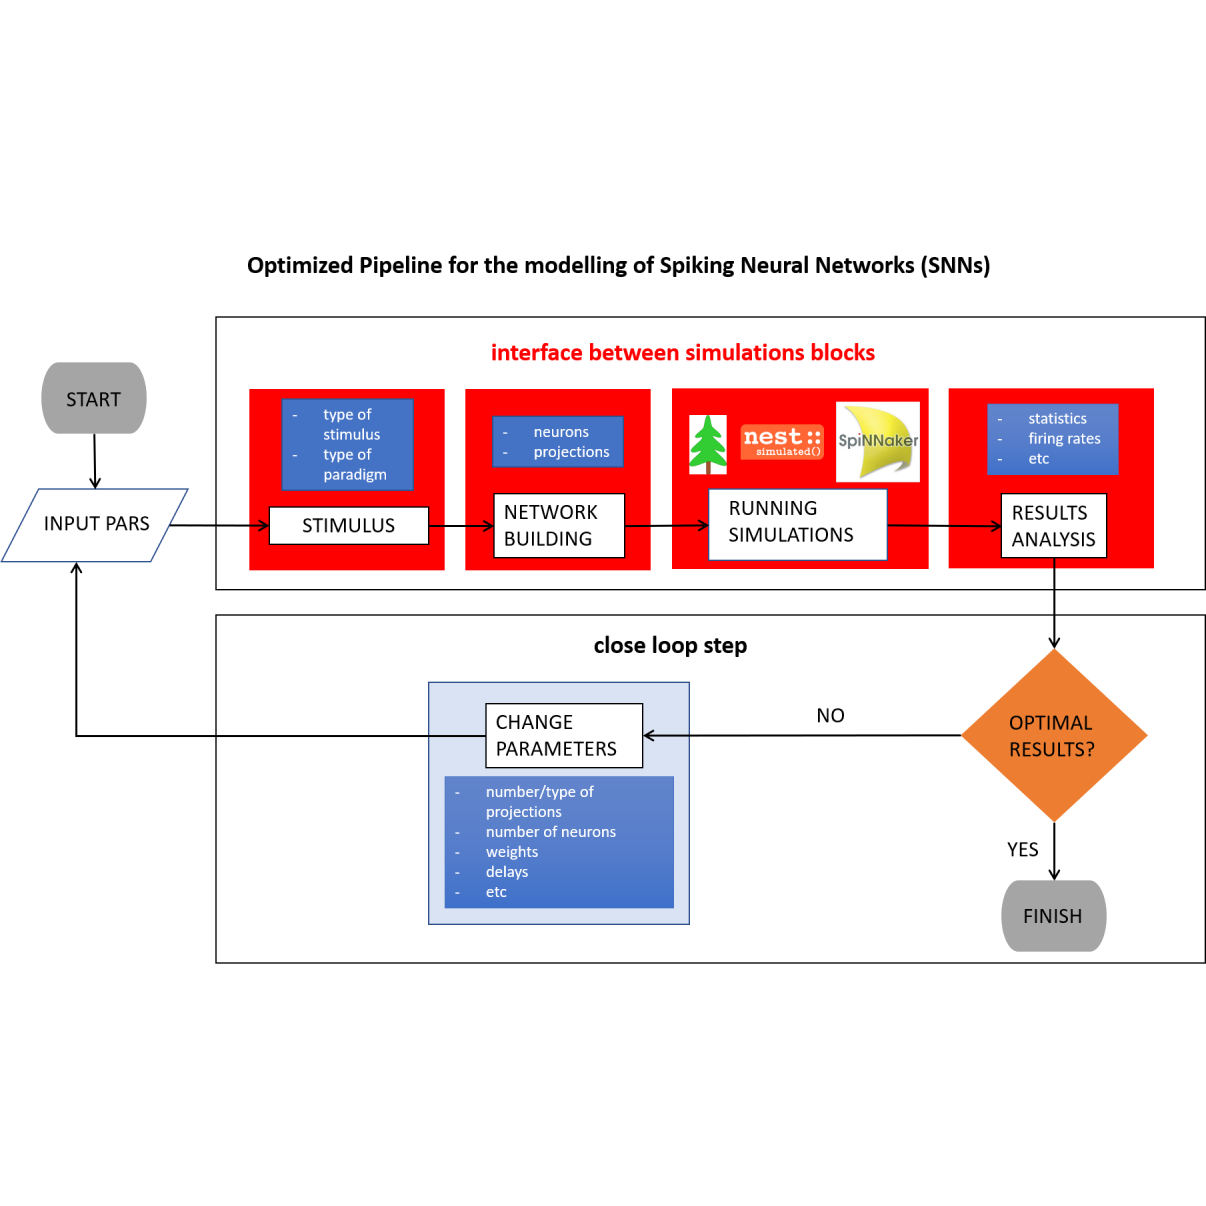 Optimized Pipeline for the modelling of Spiking Neural Networks (SNNs)
interface between simulations blocks
START
INPUT PARS
- type of
stimulus
- type of
paradigm
STIMULUS
- neurons
- projections
NETWORK
BUILDING
nest::
simulated()
SpiNNaker
RUNNING
SIMULATIONS
- statistics
- firing rates
- etc
RESULTS
ANALYSIS
close loop step
OPTIMAL
RESULTS?
NO
CHANGE
PARAMETERS
- number/type of
projections
- number of neurons
- weights
- delays
- etc
YES
FINISH